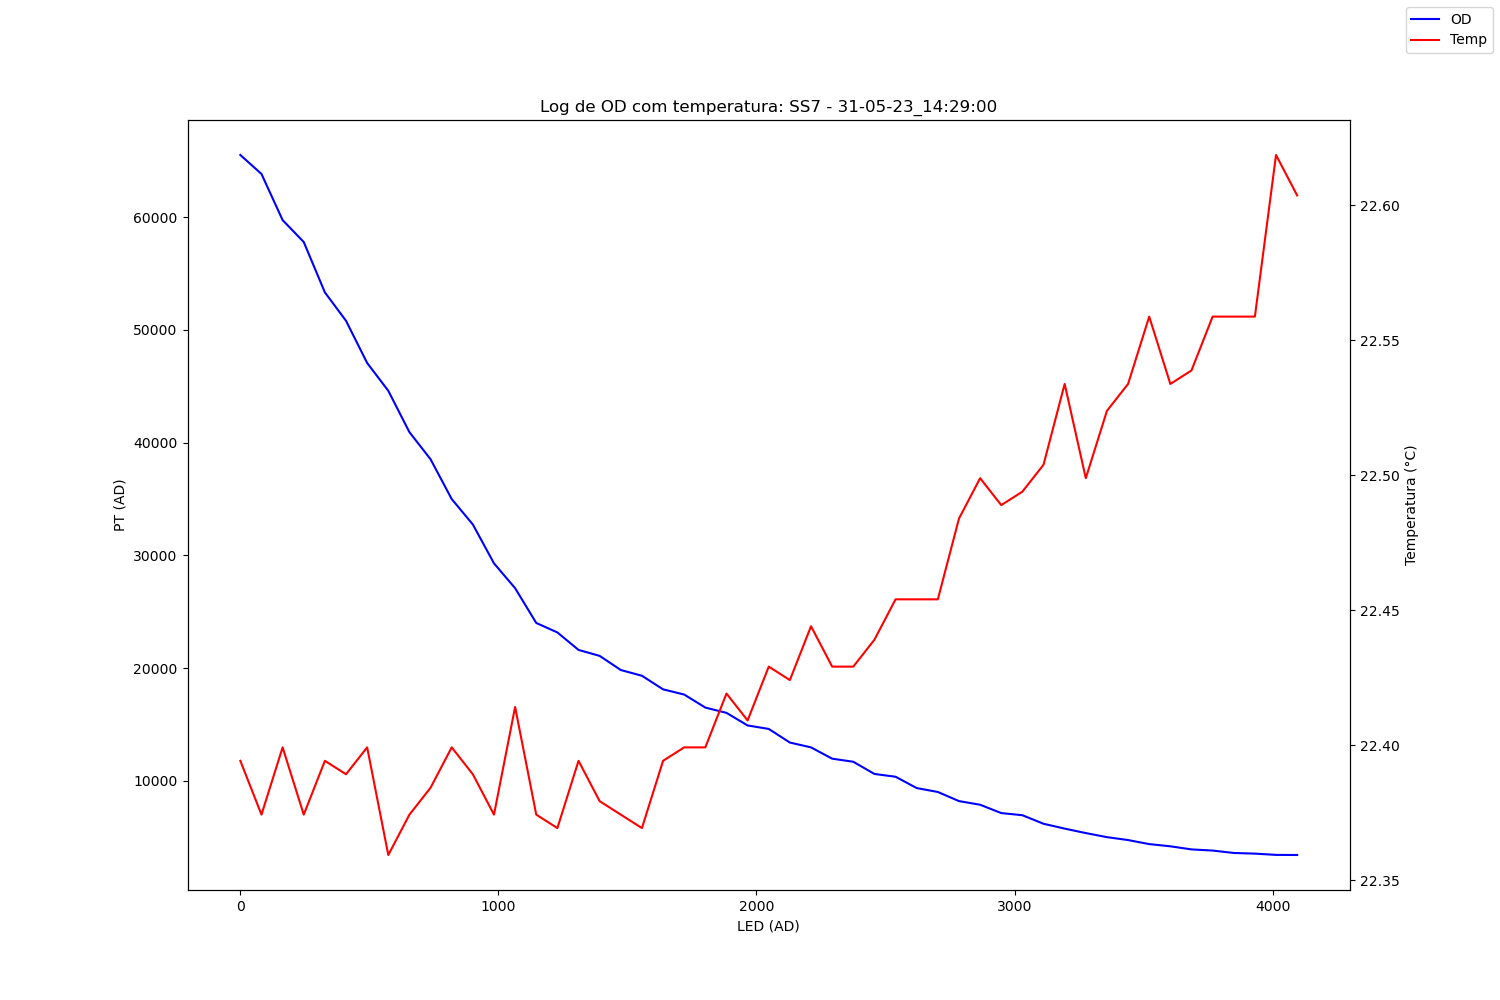 OD
Temp
Log de OD com temperatura: SS7 - 31-05-23_14:29:00
60000
50000
40000
30000
20000
10000
PT (AD)
22.60
22.55
22.50
22.45
22.40
22.35
Temperatura (°C)
0 1000 2000 3000 4000
LED (AD)